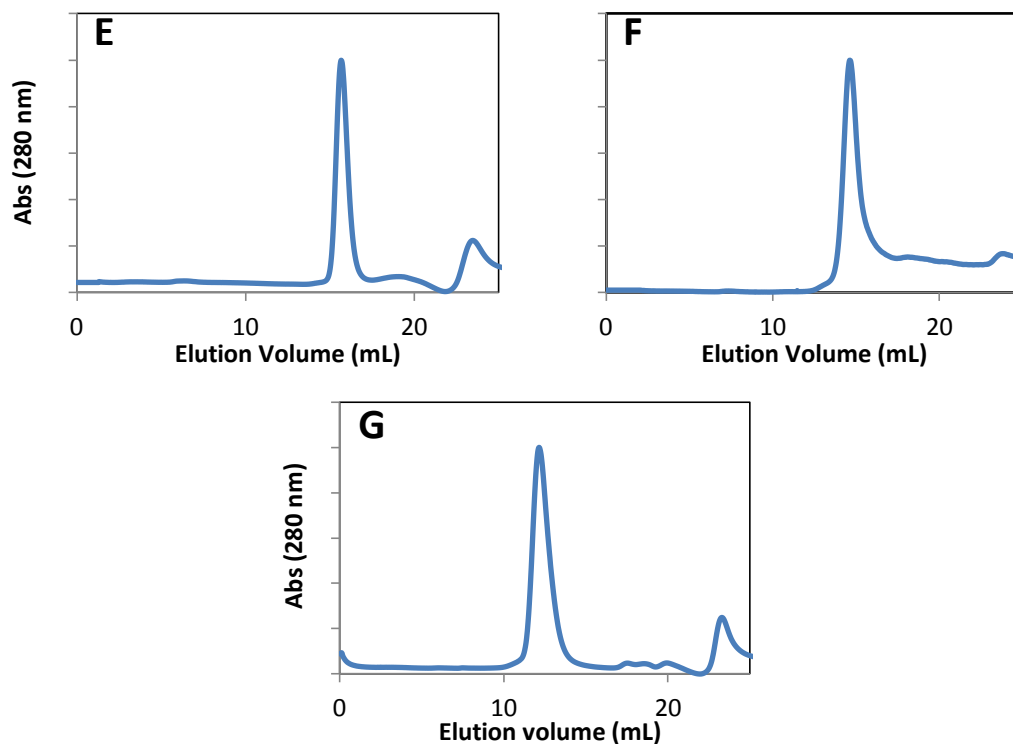 E
Abs (280 nm)
0 10 20
Elution Volume (mL)
F
0 10 20
Elution Volume (mL)
G
Abs (280 nm)
0 10 20
Elution volume (mL)